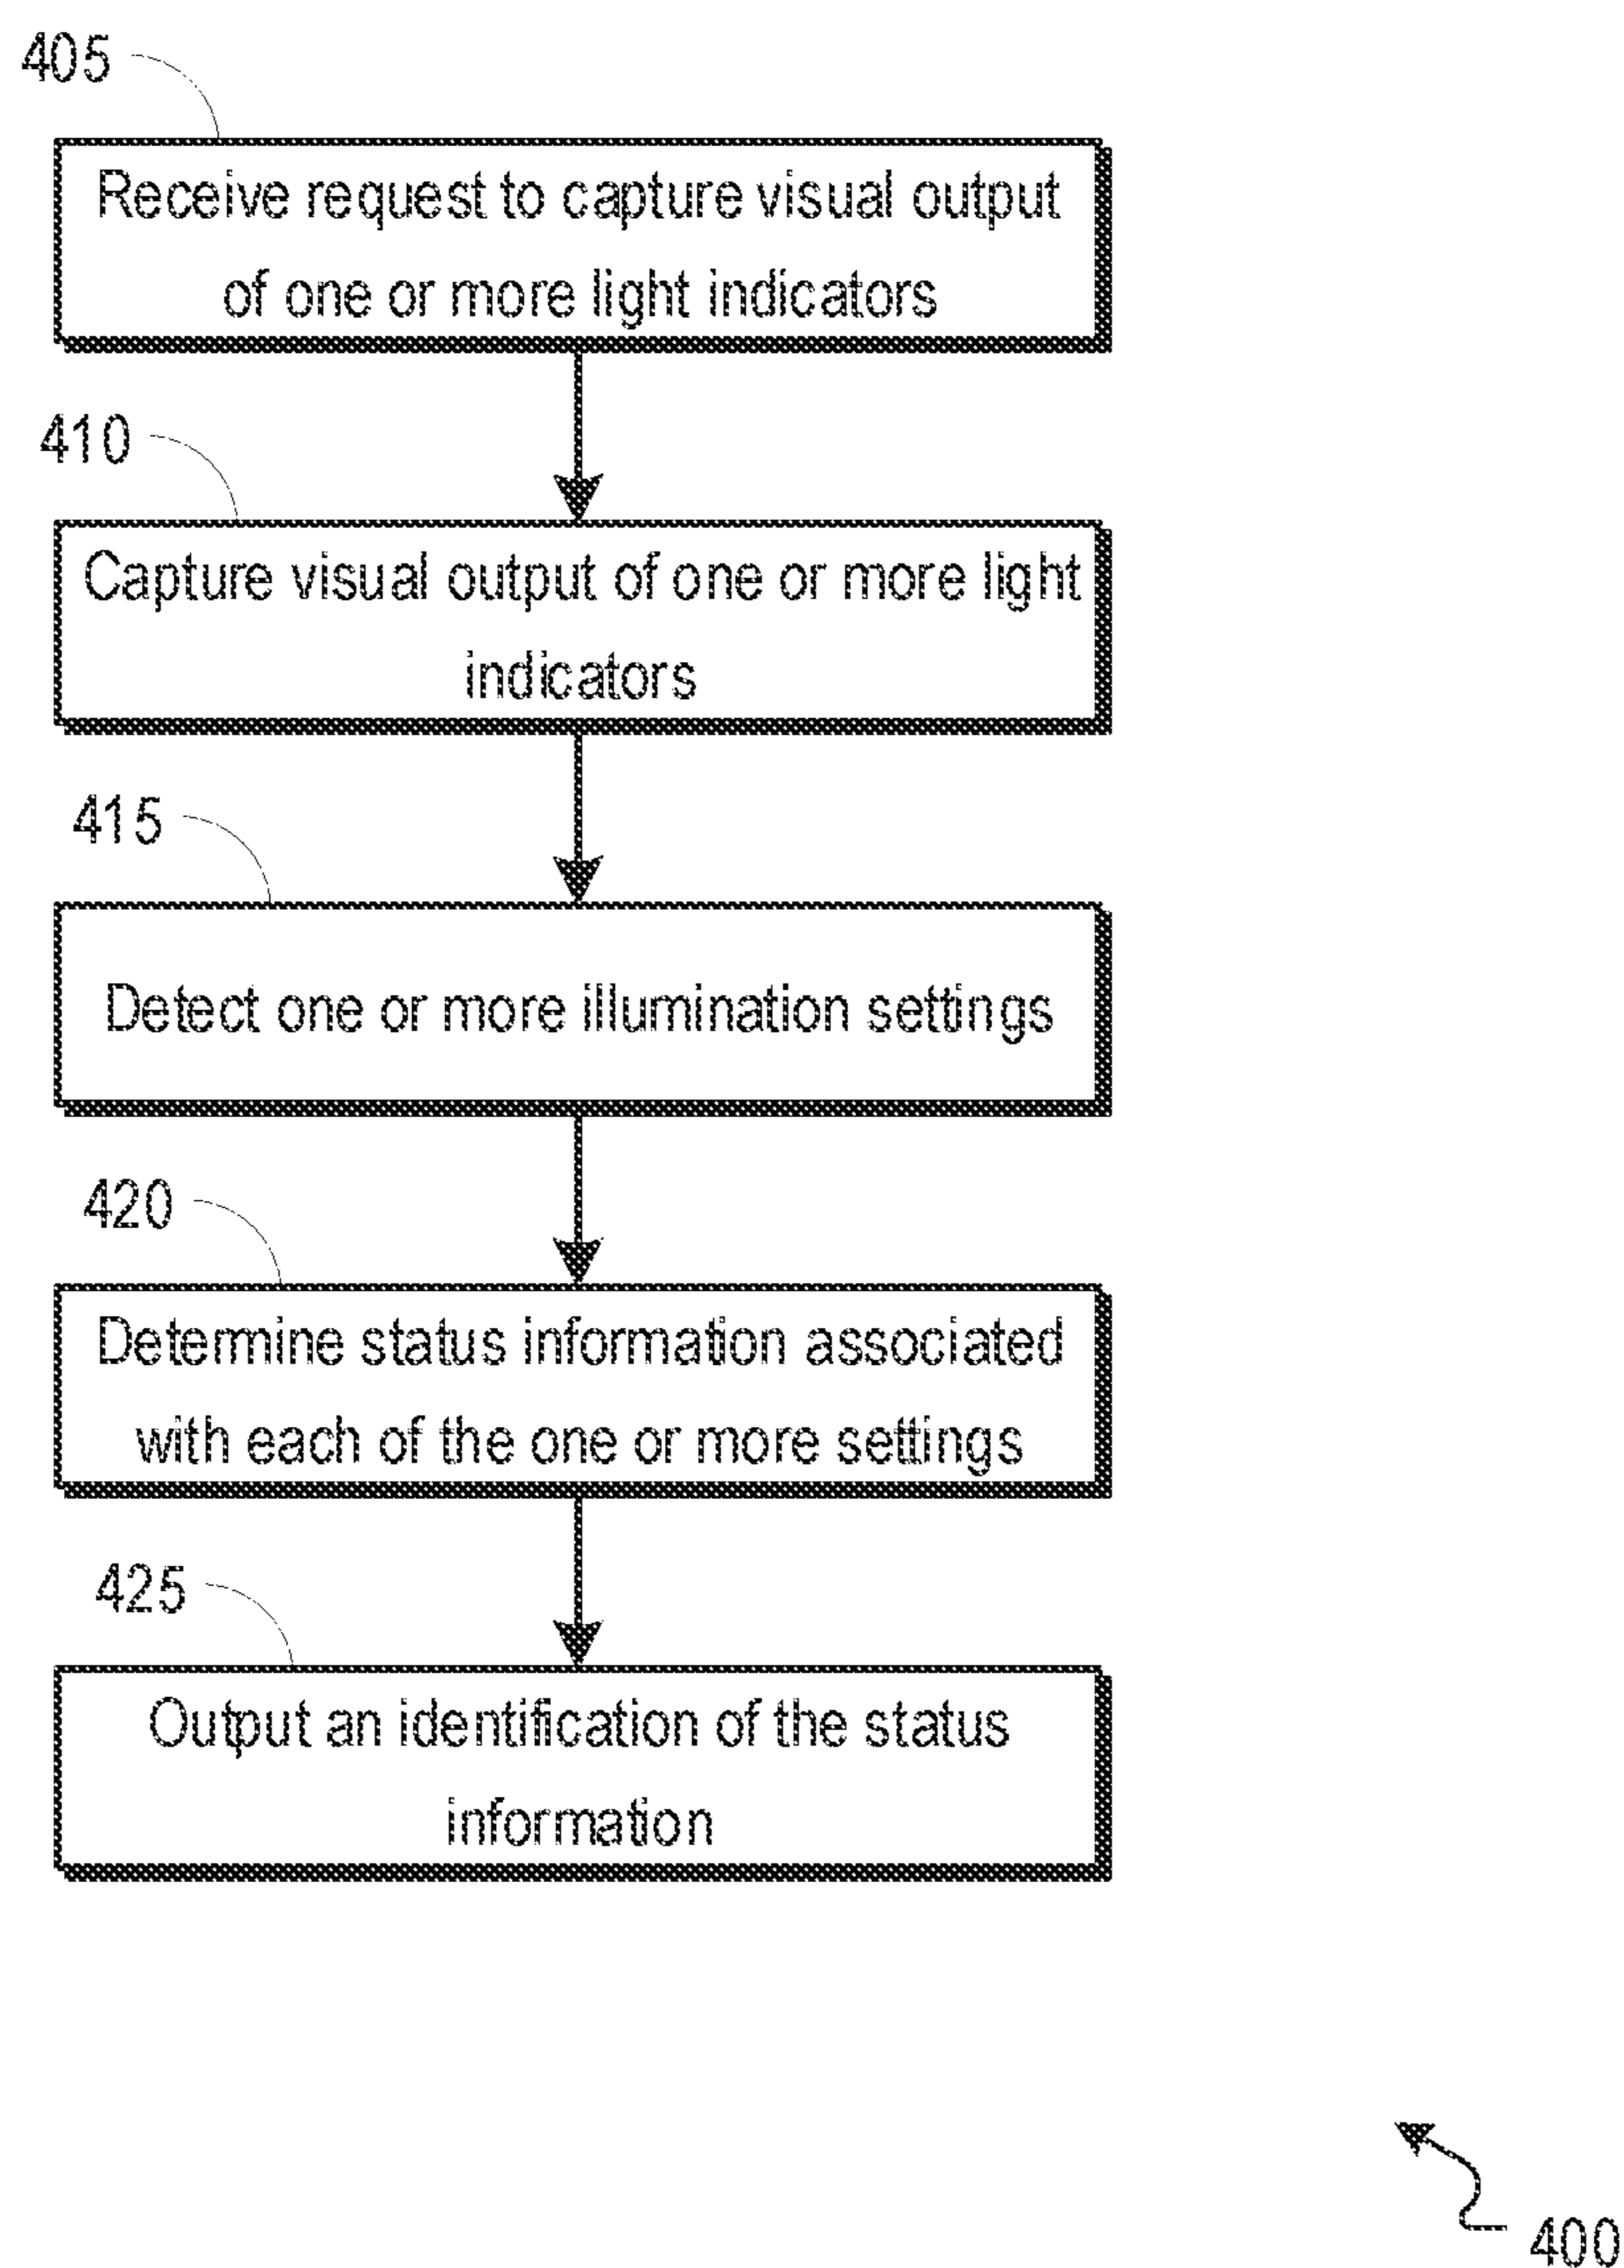 405
Receive request to capture visual output
of one or more light indicators
410
Capture visual output of one or more light
indicators
415
Detect one or more illumination settings
420
Determine status information associated
with each of the one or more settings
425
Output an identification of the status
information
400